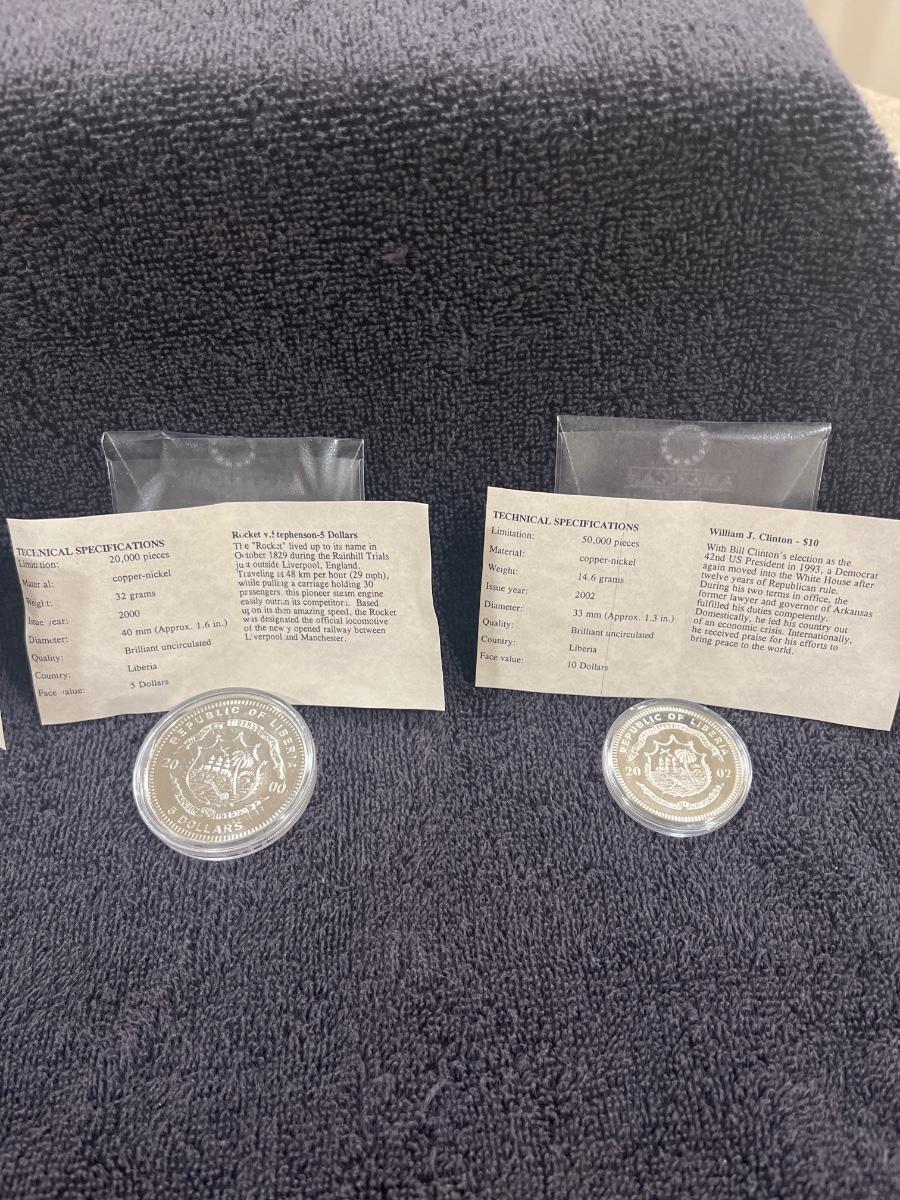 TECHNICAL SPECIFICATIONS
Limitation: 20,000 pieces
Material: copper-nickel
Weight: 32 grams
Issue year: 2000
Diameter: 40 mm (Approx. 1.6 in.)
Quality: Brilliant uncirculated
Country: Liberia
Face value: 5 Dollars
Rocket v.Stephenson-5 Dollars
The "Rocket" lived up to its name in
October 1829 during the Rainhill Trials
just outside Liverpool, England.
Traveling at 48 km per hour (29 mph),
while pulling a carriage holding 30
passengers, this pioneer steam engine
easily outran its competitors. Based
upon its then amazing speed, the Rocket
was designated the official locomotive
of the newly opened railway between
Liverpool and Manchester.
TECHNICAL SPECIFICATIONS
Limitation: 50,000 pieces
Material: copper-nickel
Weight: 14.6 grams
Issue year: 2002
Diameter: 33 mm (Approx. 1.3 in.)
Quality: Brilliant uncirculated
Country: Liberia
Face value: 10 Dollars
William J. Clinton - $10
With Bill Clinton's election as the
42nd US President in 1993, a Democrat
again moved into the White House after
twelve years of Republican rule.
During his two terms in office, the
former lawyer and governor of Arkansas
fulfilled his duties competently.
Domestically, he led his country out
of an economic crisis. Internationally,
he received praise for his efforts to
bring peace to the world.
REPUBLIC OF LIBERIA
20 00
DOLLARS
REPUBLIC OF LIBERIA
20 02